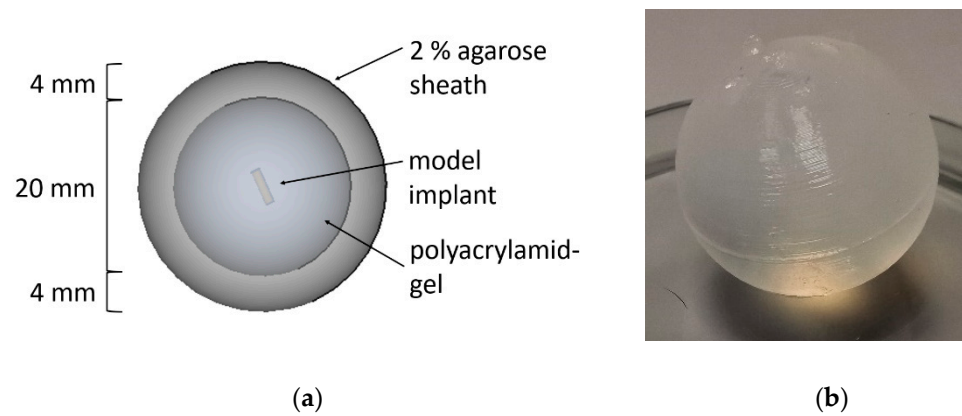 4 mm
20 mm
4 mm
2 % agarose
sheath
model
implant
polyacrylamid-
gel
(a)
(b)